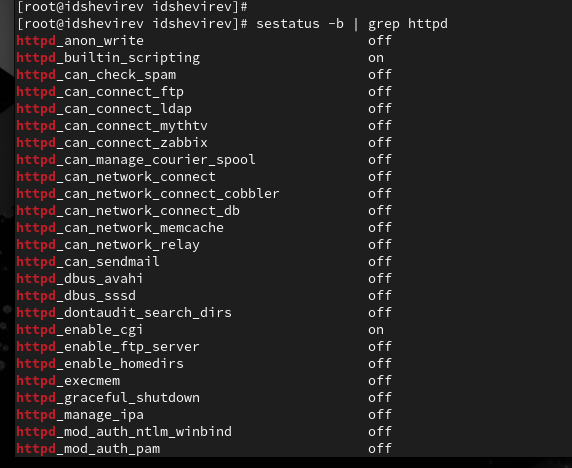 [root@idshevirev idshevirev]#
[root@idshevirev idshevirev]# sestatus -b | grep httpd
httpd_anon_write off
httpd_builtin_scripting on
httpd_can_check_spam off
httpd_can_connect_ftp off
httpd_can_connect_ldap off
httpd_can_connect_mythtv off
httpd_can_connect_zabbix off
httpd_can_manage_courier_spool off
httpd_can_network_connect off
httpd_can_network_connect_cobbler off
httpd_can_network_connect_db off
httpd_can_network_memcache off
httpd_can_network_relay off
httpd_can_sendmail off
httpd_dbus_avahi off
httpd_dbus_sssd off
httpd_dontaudit_search_dirs off
httpd_enable_cgi on
httpd_enable_ftp_server off
httpd_enable_homedirs off
httpd_execmem off
httpd_graceful_shutdown off
httpd_manage_ipa off
httpd_mod_auth_ntlm_winbind off
httpd_mod_auth_pam off